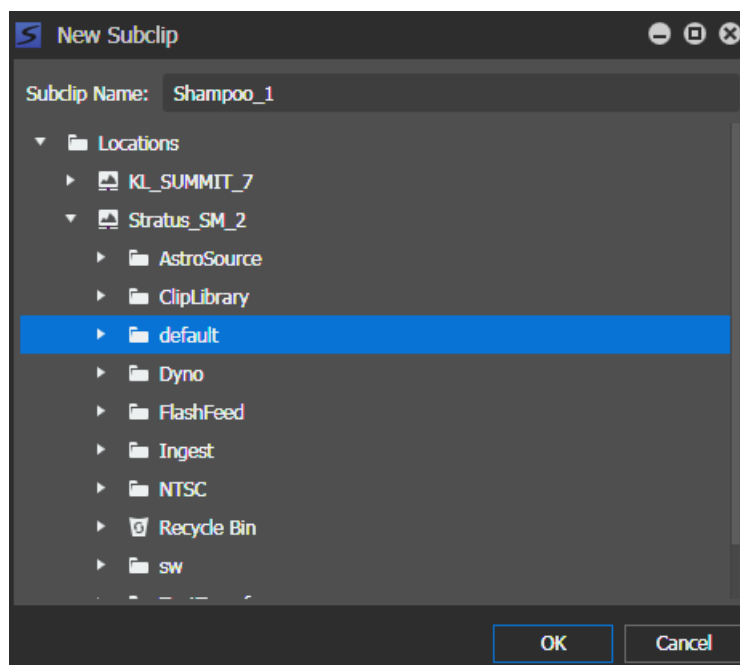 New Subclip
Subclip Name: Shampoo_1
Locations
KL_SUMMIT_7
Stratus_SM_2
AstroSource
ClipLibrary
default
Dyno
FlashFeed
Ingest
NTSC
Recycle Bin
sw
OK Cancel